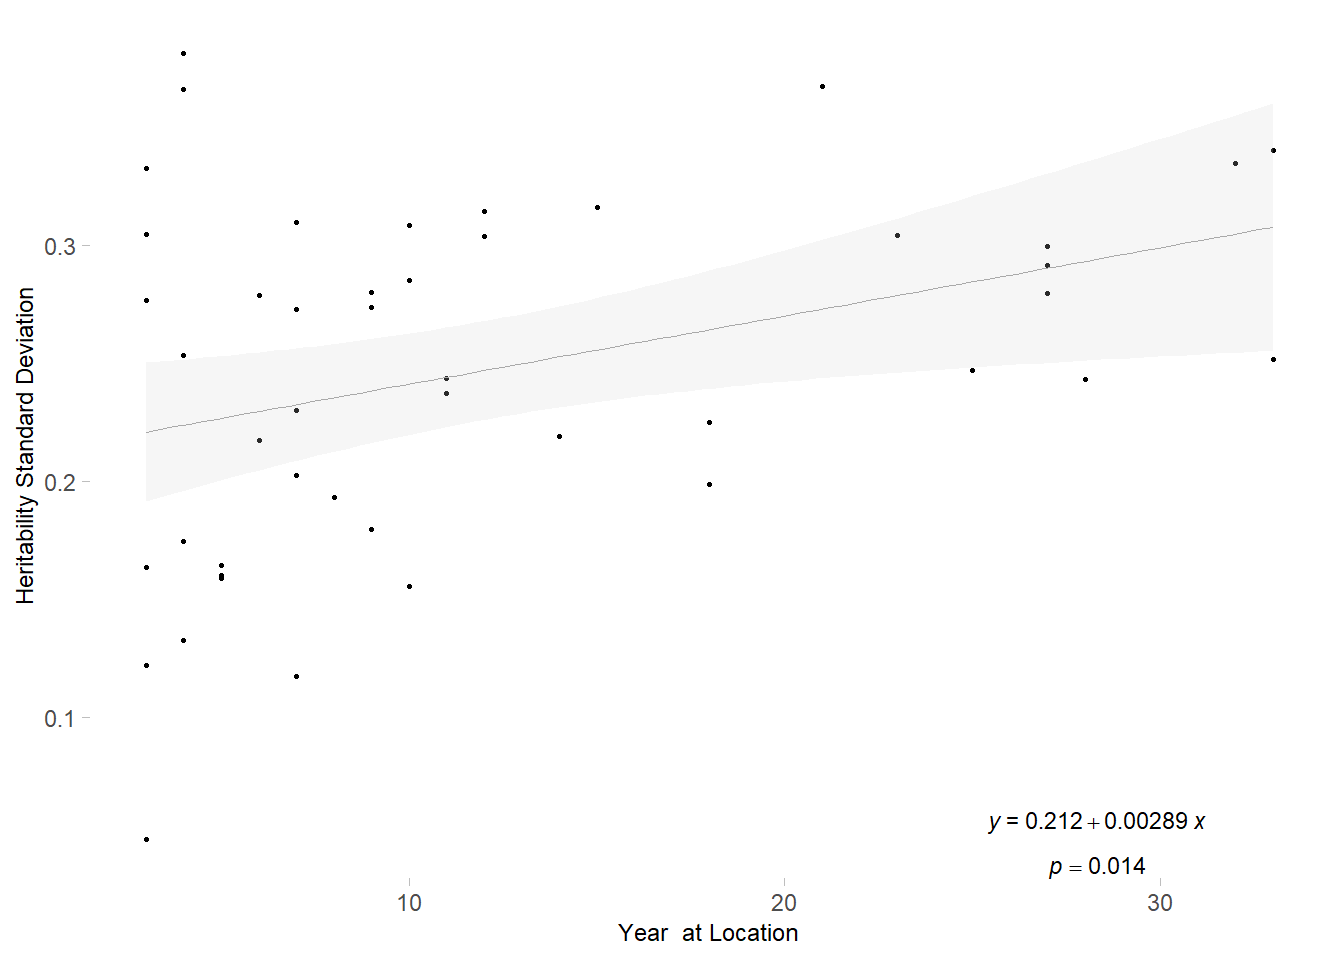 0.3
0.2
0.1
Heritability Standard Deviation
y = 0.212 + 0.00289 x
p = 0.014
10 20 30
Year  at Location